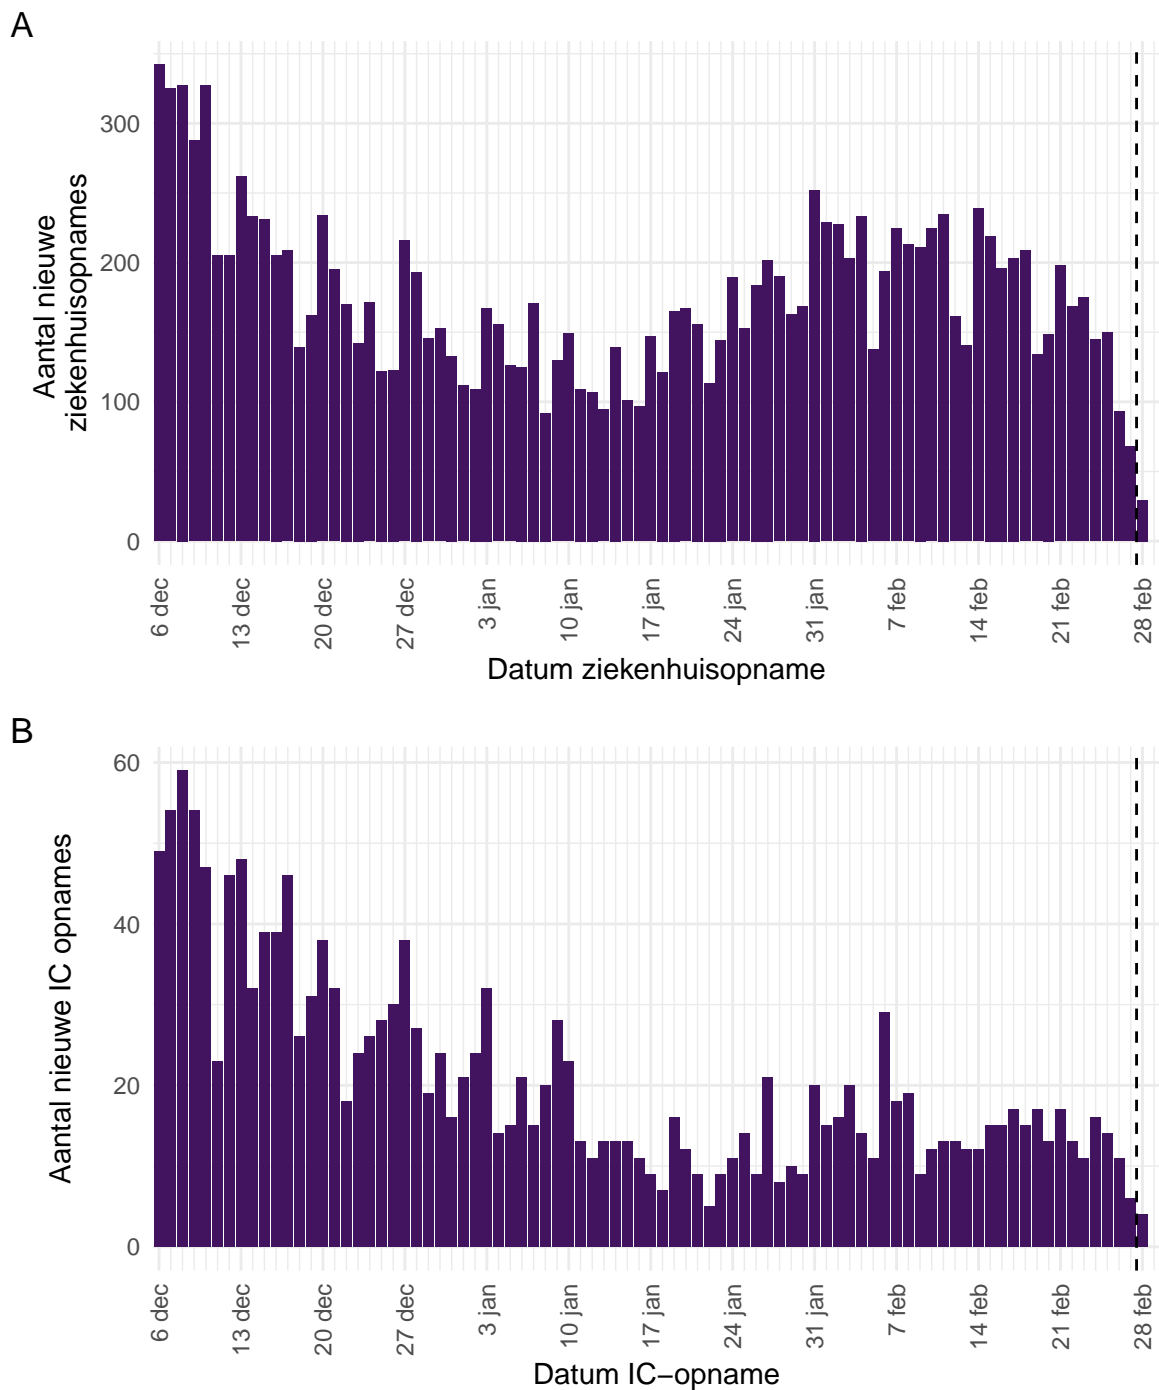 A
300
200
100
0
Aantal nieuwe
ziekenhuisopnames
6 dec
13 dec
20 dec
27 dec
3 jan
10 jan
17 jan
24 jan
31 jan
7 feb
14 feb
21 feb
28 feb
Datum ziekenhuisopname
B
60
40
20
0
Aantal nieuwe IC opnames
6 dec
13 dec
20 dec
27 dec
3 jan
10 jan
17 jan
24 jan
31 jan
7 feb
14 feb
21 feb
28 feb
Datum IC−opname